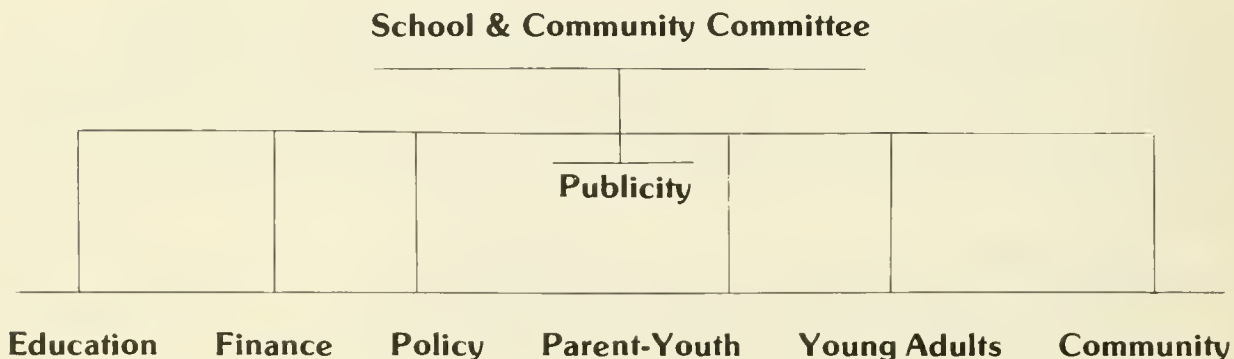 School & Community Committee
Publicity
Education Finance Policy Parent-Youth Young Adults Community